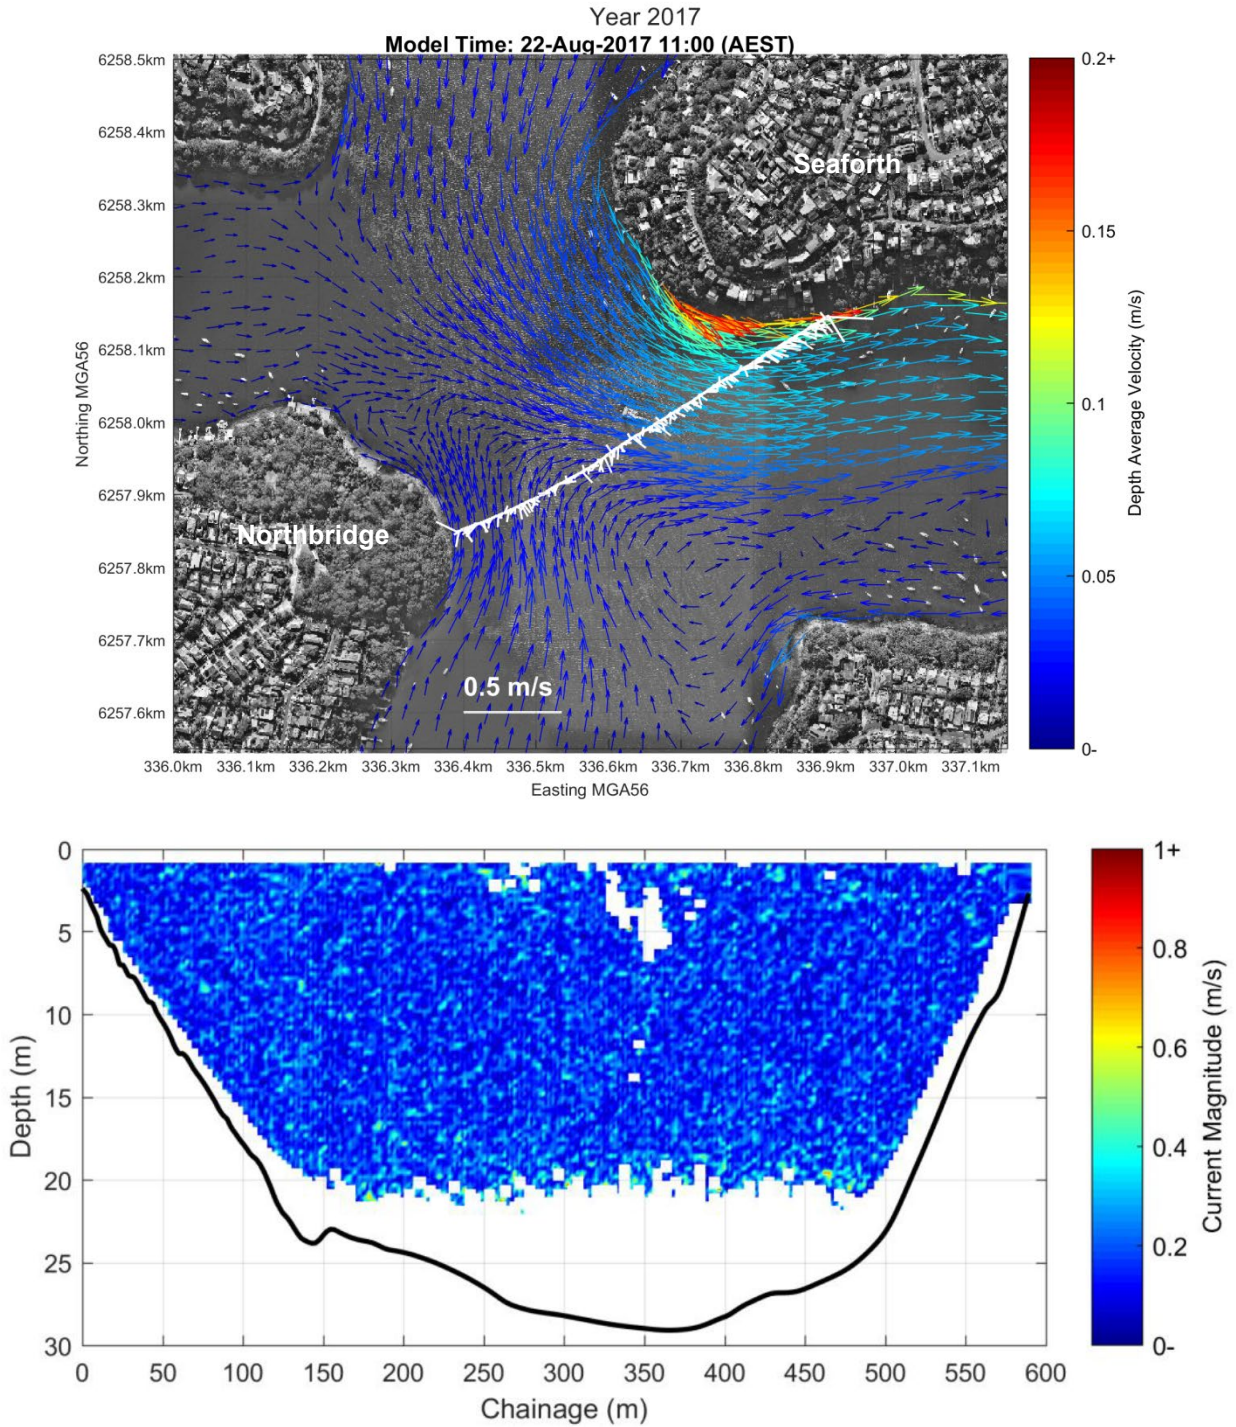 Year 2017
Model Time: 22-Aug-2017 11:00 (AEST)
6258.5km
6258.4km
6258.3km
6258.2km
6258.1km
6258.0km
6257.9km
6257.8km
6257.7km
6257.6km
Northing MGA56
Seaforth
Northbridge
0.5 m/s
336.0km 336.1km 336.2km 336.3km 336.4km 336.5km 336.6km 336.7km 336.8km 336.9km 337.0km 337.1km
Easting MGA56
0.2+
0.15
0.1
0.05
0-
Depth Average Velocity (m/s)
0
5
10
15
20
25
30
Depth (m)
0 50 100 150 200 250 300 350 400 450 500 550 600
Chainage (m)
1+
0.8
0.6
0.4
0.2
0-
Current Magnitude (m/s)